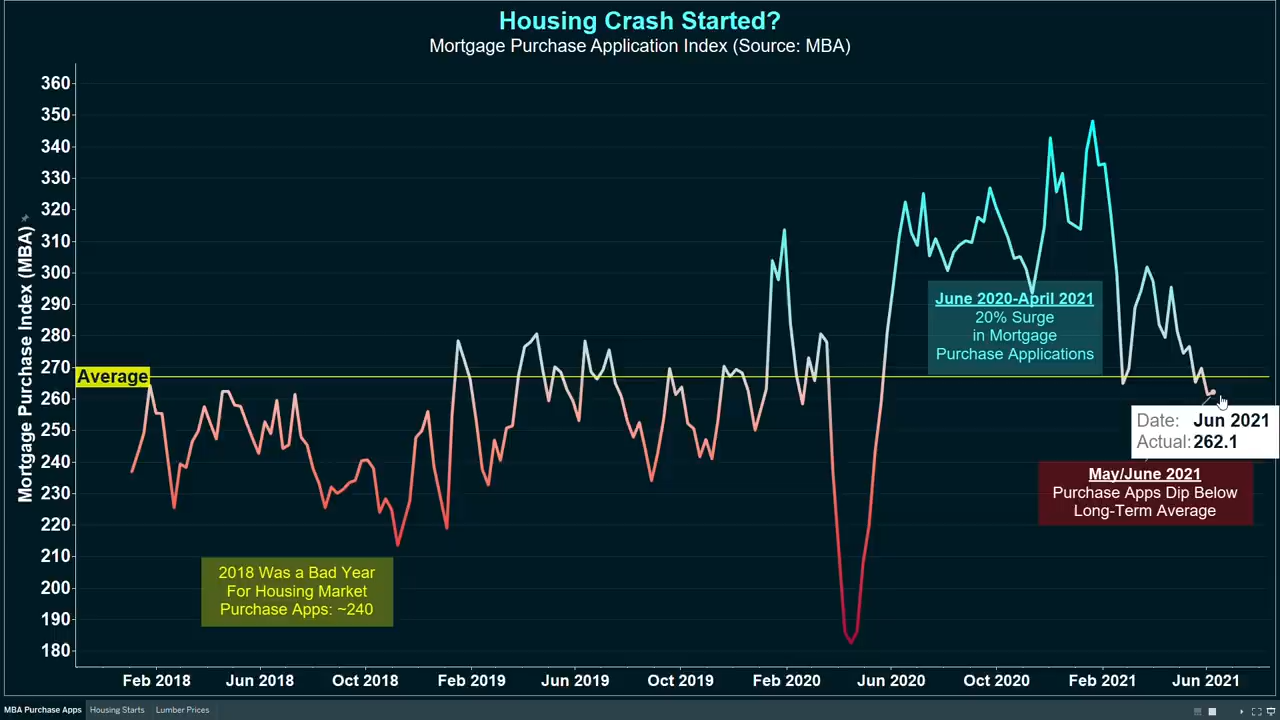 Housing Crash Started?
Mortgage Purchase Application Index (Source: MBA)
Mortgage Purchase Index (MBA)
360
350
340
330
320
310
300
290
280
270
260
250
240
230
220
210
200
190
180
Average
June 2020-April 2021
20% Surge
in Mortgage
Purchase Applications
Date: Jun 2021
Actual: 262.1
May/June 2021
Purchase Apps Dip Below
Long-Term Average
2018 Was a Bad Year
For Housing Market
Purchase Apps: ~240
Feb 2018 Jun 2018 Oct 2018 Feb 2019 Jun 2019 Oct 2019 Feb 2020 Jun 2020 Oct 2020 Feb 2021 Jun 2021
MBA Purchase Apps Housing Starts Lumber Prices